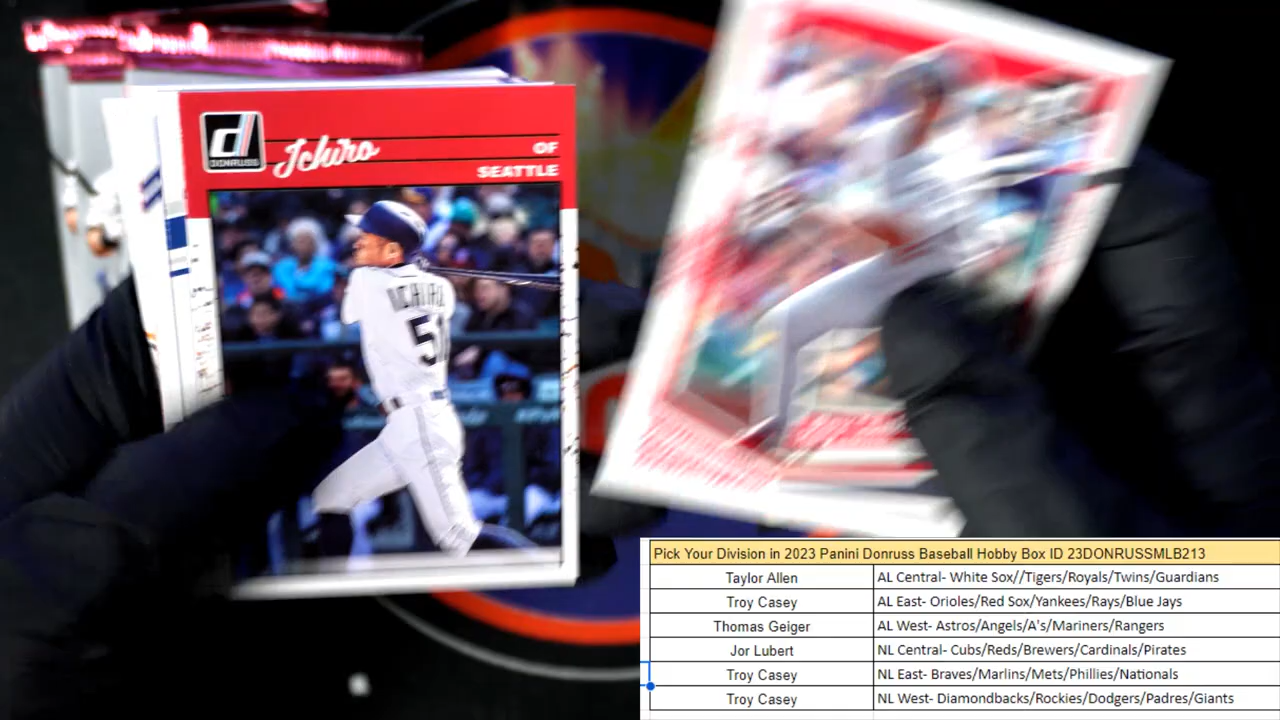 d
DONRUSS
Ichiro
OF
SEATTLE
ICHIRO
51
Pick Your Division in 2023 Panini Donruss Baseball Hobby Box ID 23DONRUSSMLB213
Taylor Allen AL Central- White Sox//Tigers/Royals/Twins/Guardians
Troy Casey AL East- Orioles/Red Sox/Yankees/Rays/Blue Jays
Thomas Geiger AL West- Astros/Angels/A's/Mariners/Rangers
Jor Lubert NL Central- Cubs/Reds/Brewers/Cardinals/Pirates
Troy Casey NL East- Braves/Marlins/Mets/Phillies/Nationals
Troy Casey NL West- Diamondbacks/Rockies/Dodgers/Padres/Giants